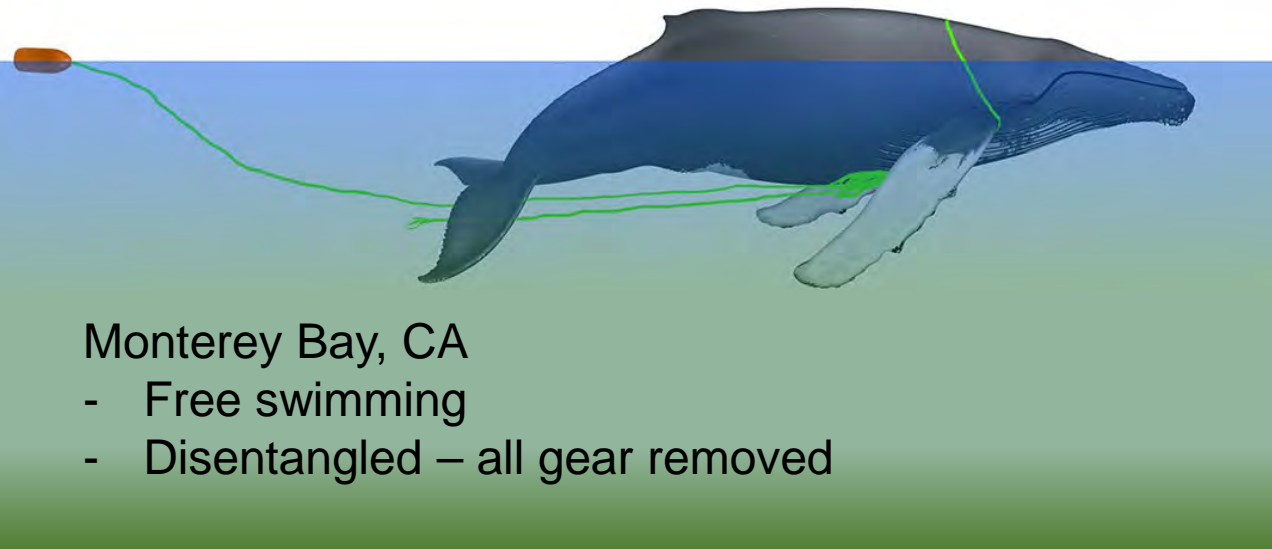 Monterey Bay, CA
- Free swimming
- Disentangled – all gear removed